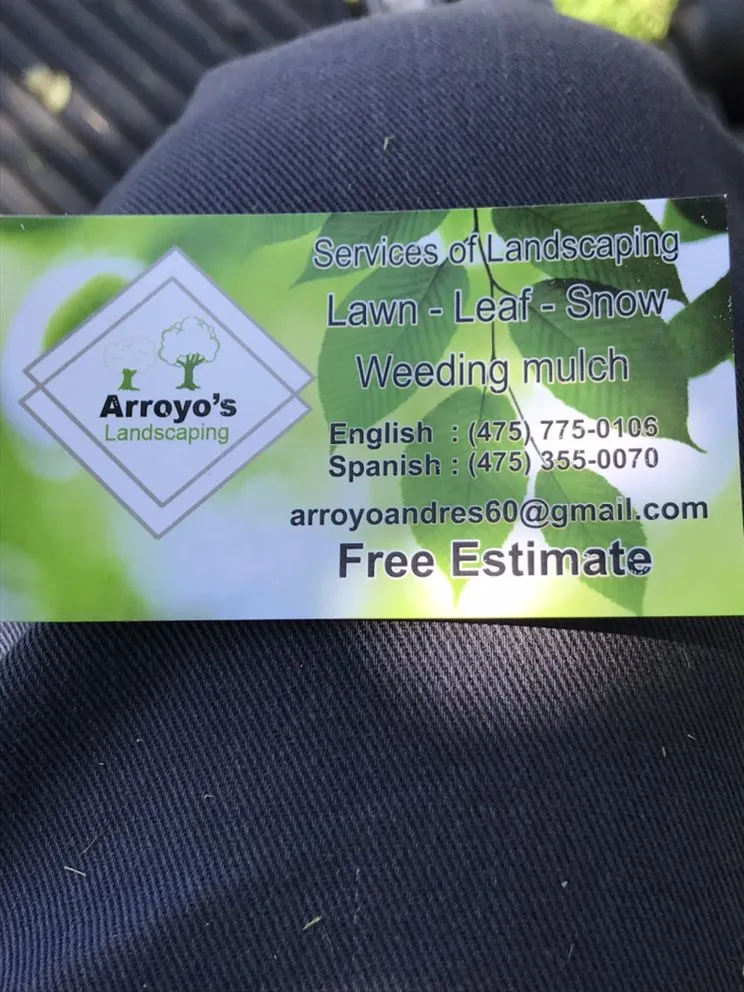 Arroyo's
Landscaping
Services of Landscaping
Lawn - Leaf - Snow
Weeding mulch
English : (475) 775-0106
Spanish : (475) 355-0070
arroyoandres60@gmail.com
Free Estimate